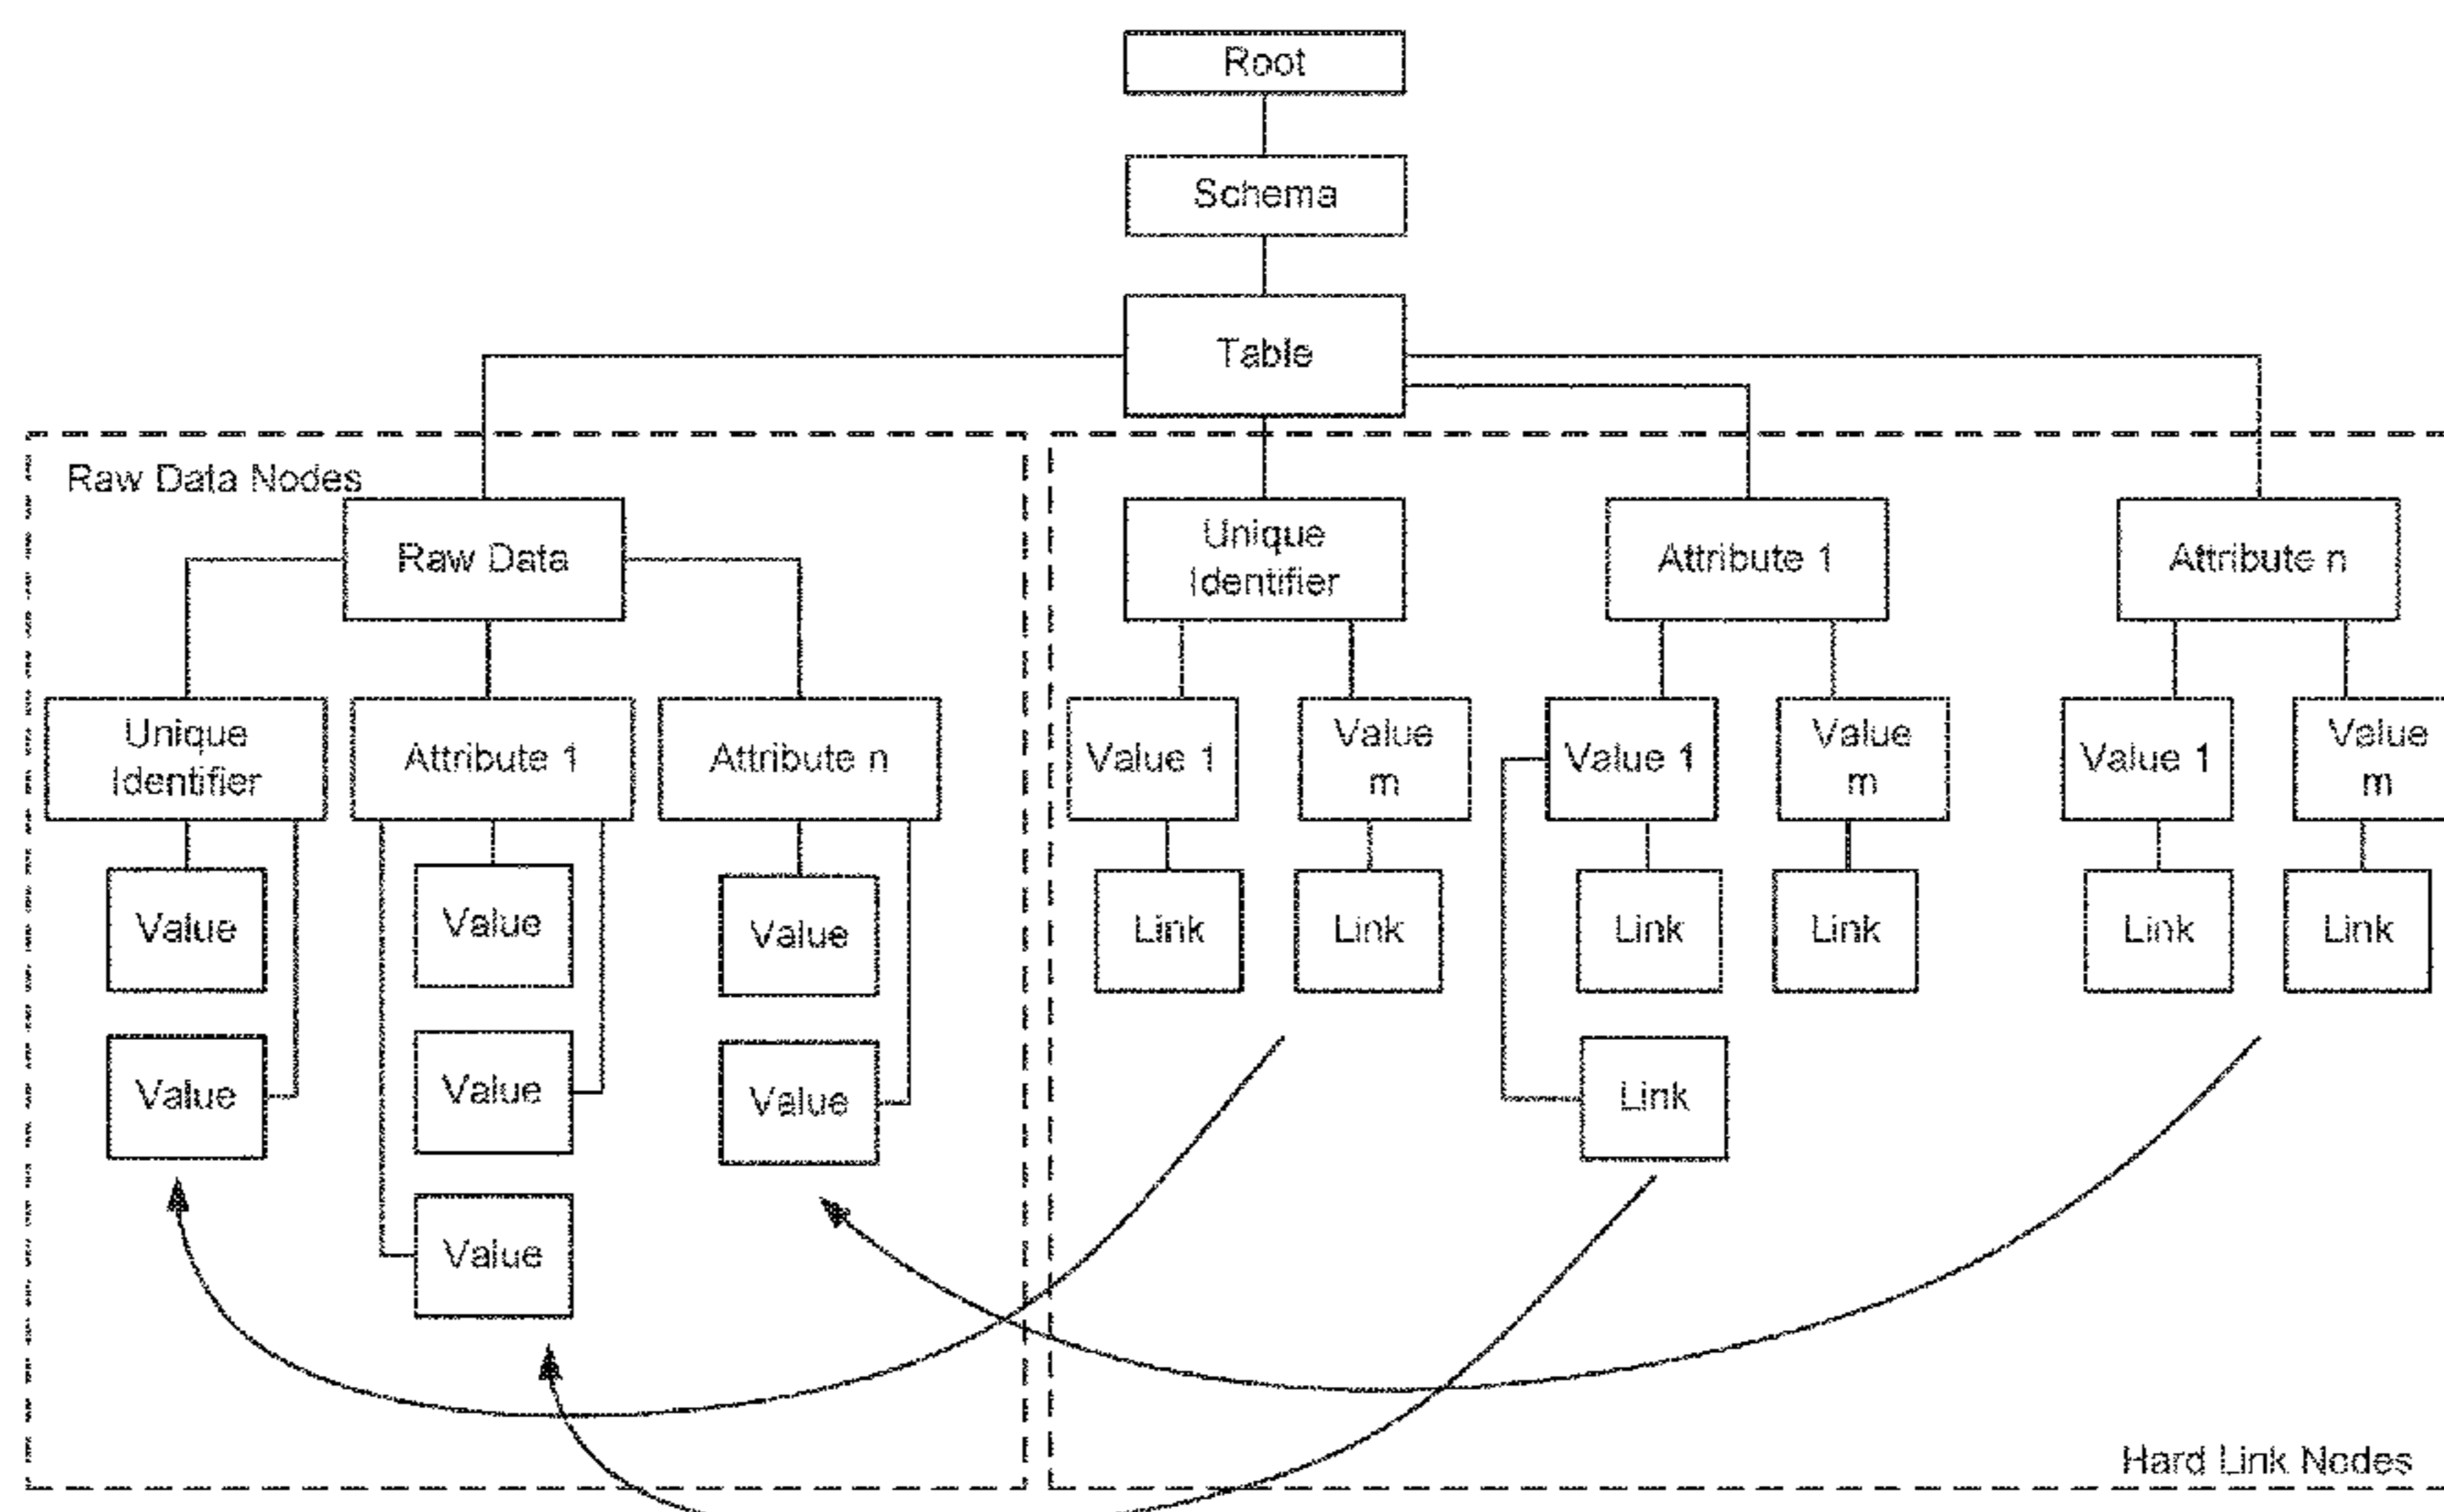 Root
Schema
Table
Raw Data Nodes
Raw Data
Unique
Identifier
Attribute 1
Attribute n
Unique
Identifier
Attribute 1
Attribute n
Value 1
Value
m
Value 1
Value
m
Value 1
Value
m
Value
Value
Value
Link
Link
Link
Link
Link
Link
Value
Value
Value
Link
Value
Hard Link Nodes